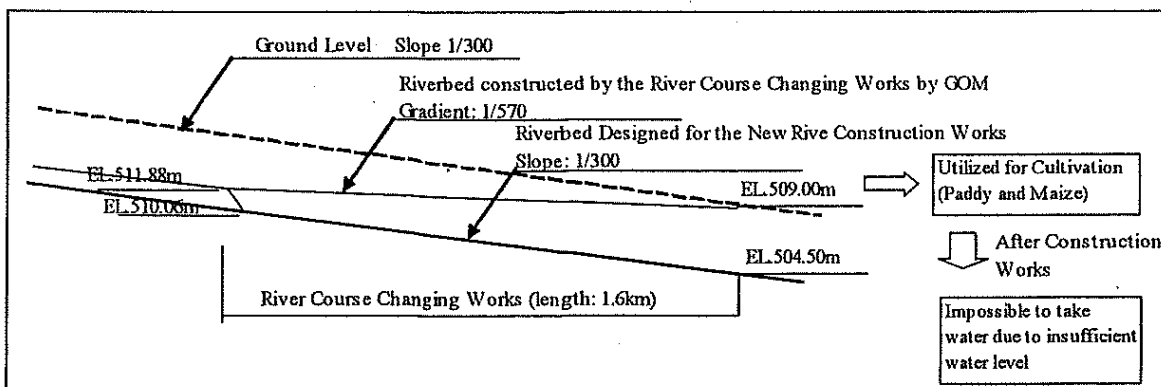 Ground Level Slope 1/300
Riverbed constructed by the River Course Changing Works by GOM
Gradient: 1/570
Riverbed Designed for the New Rive Construction Works
Slope: 1/300
EL.511.88m
EL.510.06m
EL.509.00m
EL.504.50m
River Course Changing Works (length: 1.6km)
Utilized for Cultivation
(Paddy and Maize)
After Construction
Works
Impossible to take
water due to insufficient
water level